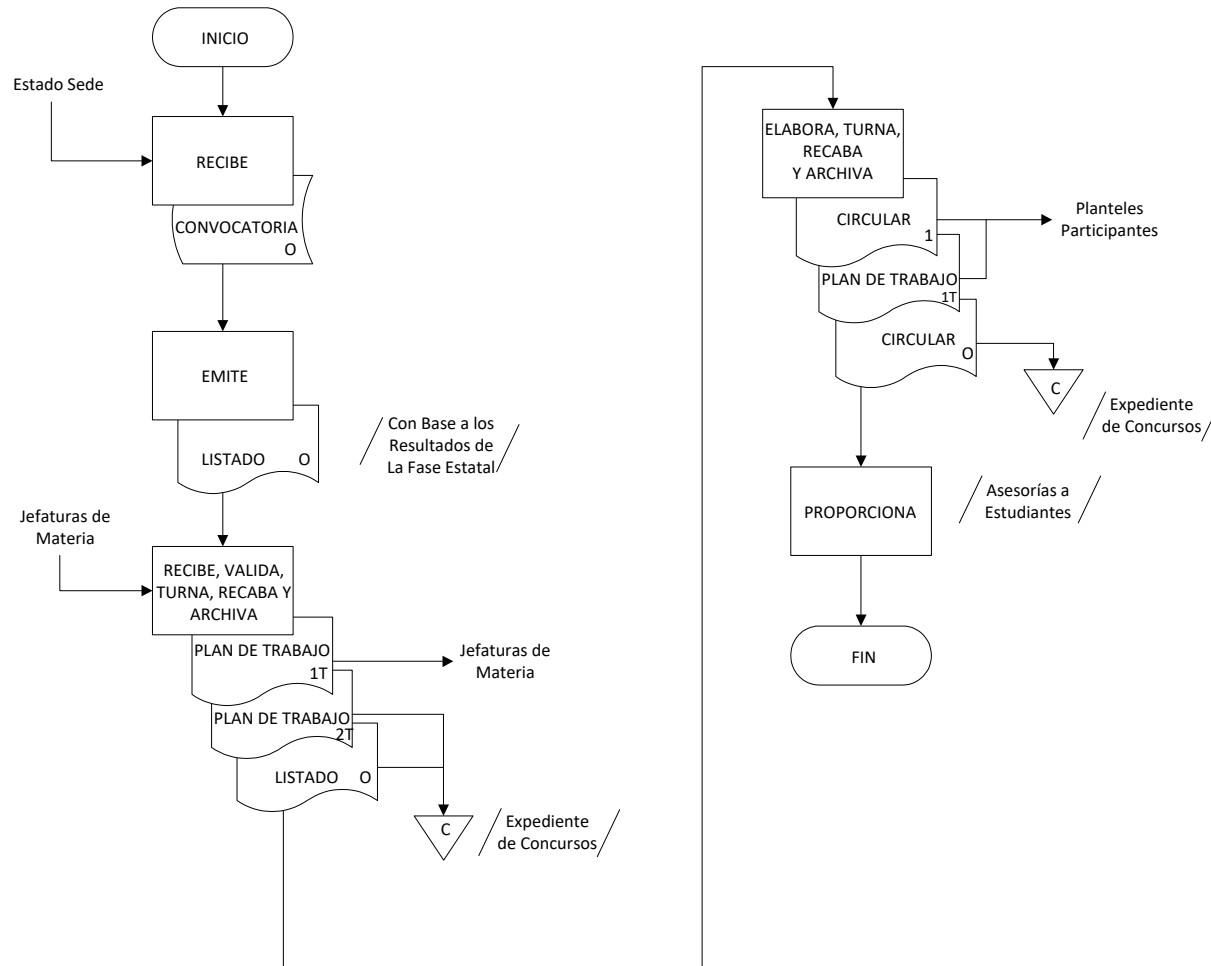 INICIO
Estado Sede
RECIBE
CONVOCATORIA
O
EMITE
LISTADO O
Con Base a los
Resultados de
La Fase Estatal
Jefaturas de
Materia
RECIBE, VALIDA,
TURNA, RECABA Y
ARCHIVA
PLAN DE TRABAJO
1T
Jefaturas de
Materia
PLAN DE TRABAJO
2T
LISTADO O
C
Expediente
de Concursos
ELABORA, TURNA,
RECABA
Y ARCHIVA
CIRCULAR
1
Planteles
Participantes
PLAN DE TRABAJO
1T
CIRCULAR
O
C
Expediente
de Concursos
PROPORCIONA
Asesorías a
Estudiantes
FIN